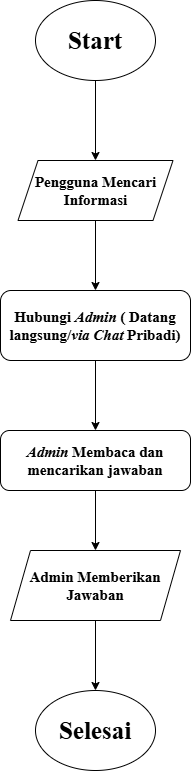 Start
Pengguna Mencari
Informasi
Hubungi Admin ( Datang
langsung/via Chat Pribadi)
Admin Membaca dan
mencarikan jawaban
Admin Memberikan
Jawaban
Selesai